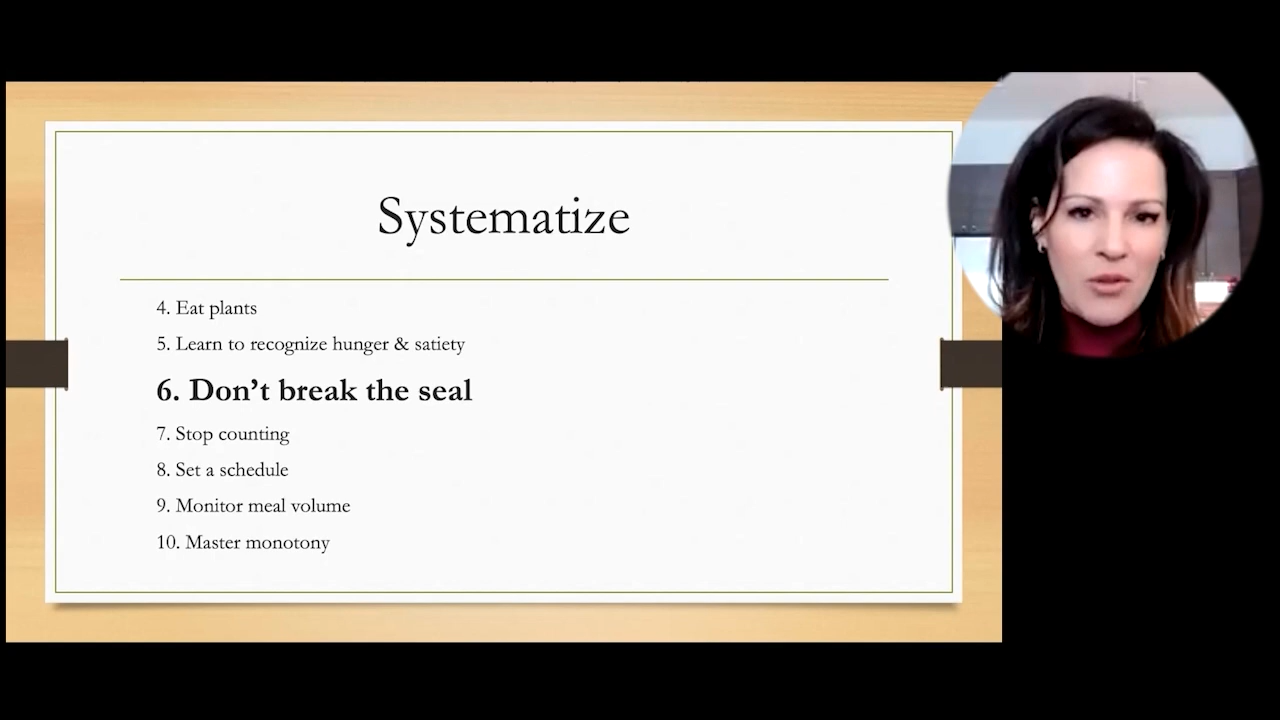 Systematize
4. Eat plants
5. Learn to recognize hunger & satiety
6. Don’t break the seal
7. Stop counting
8. Set a schedule
9. Monitor meal volume
10. Master monotony